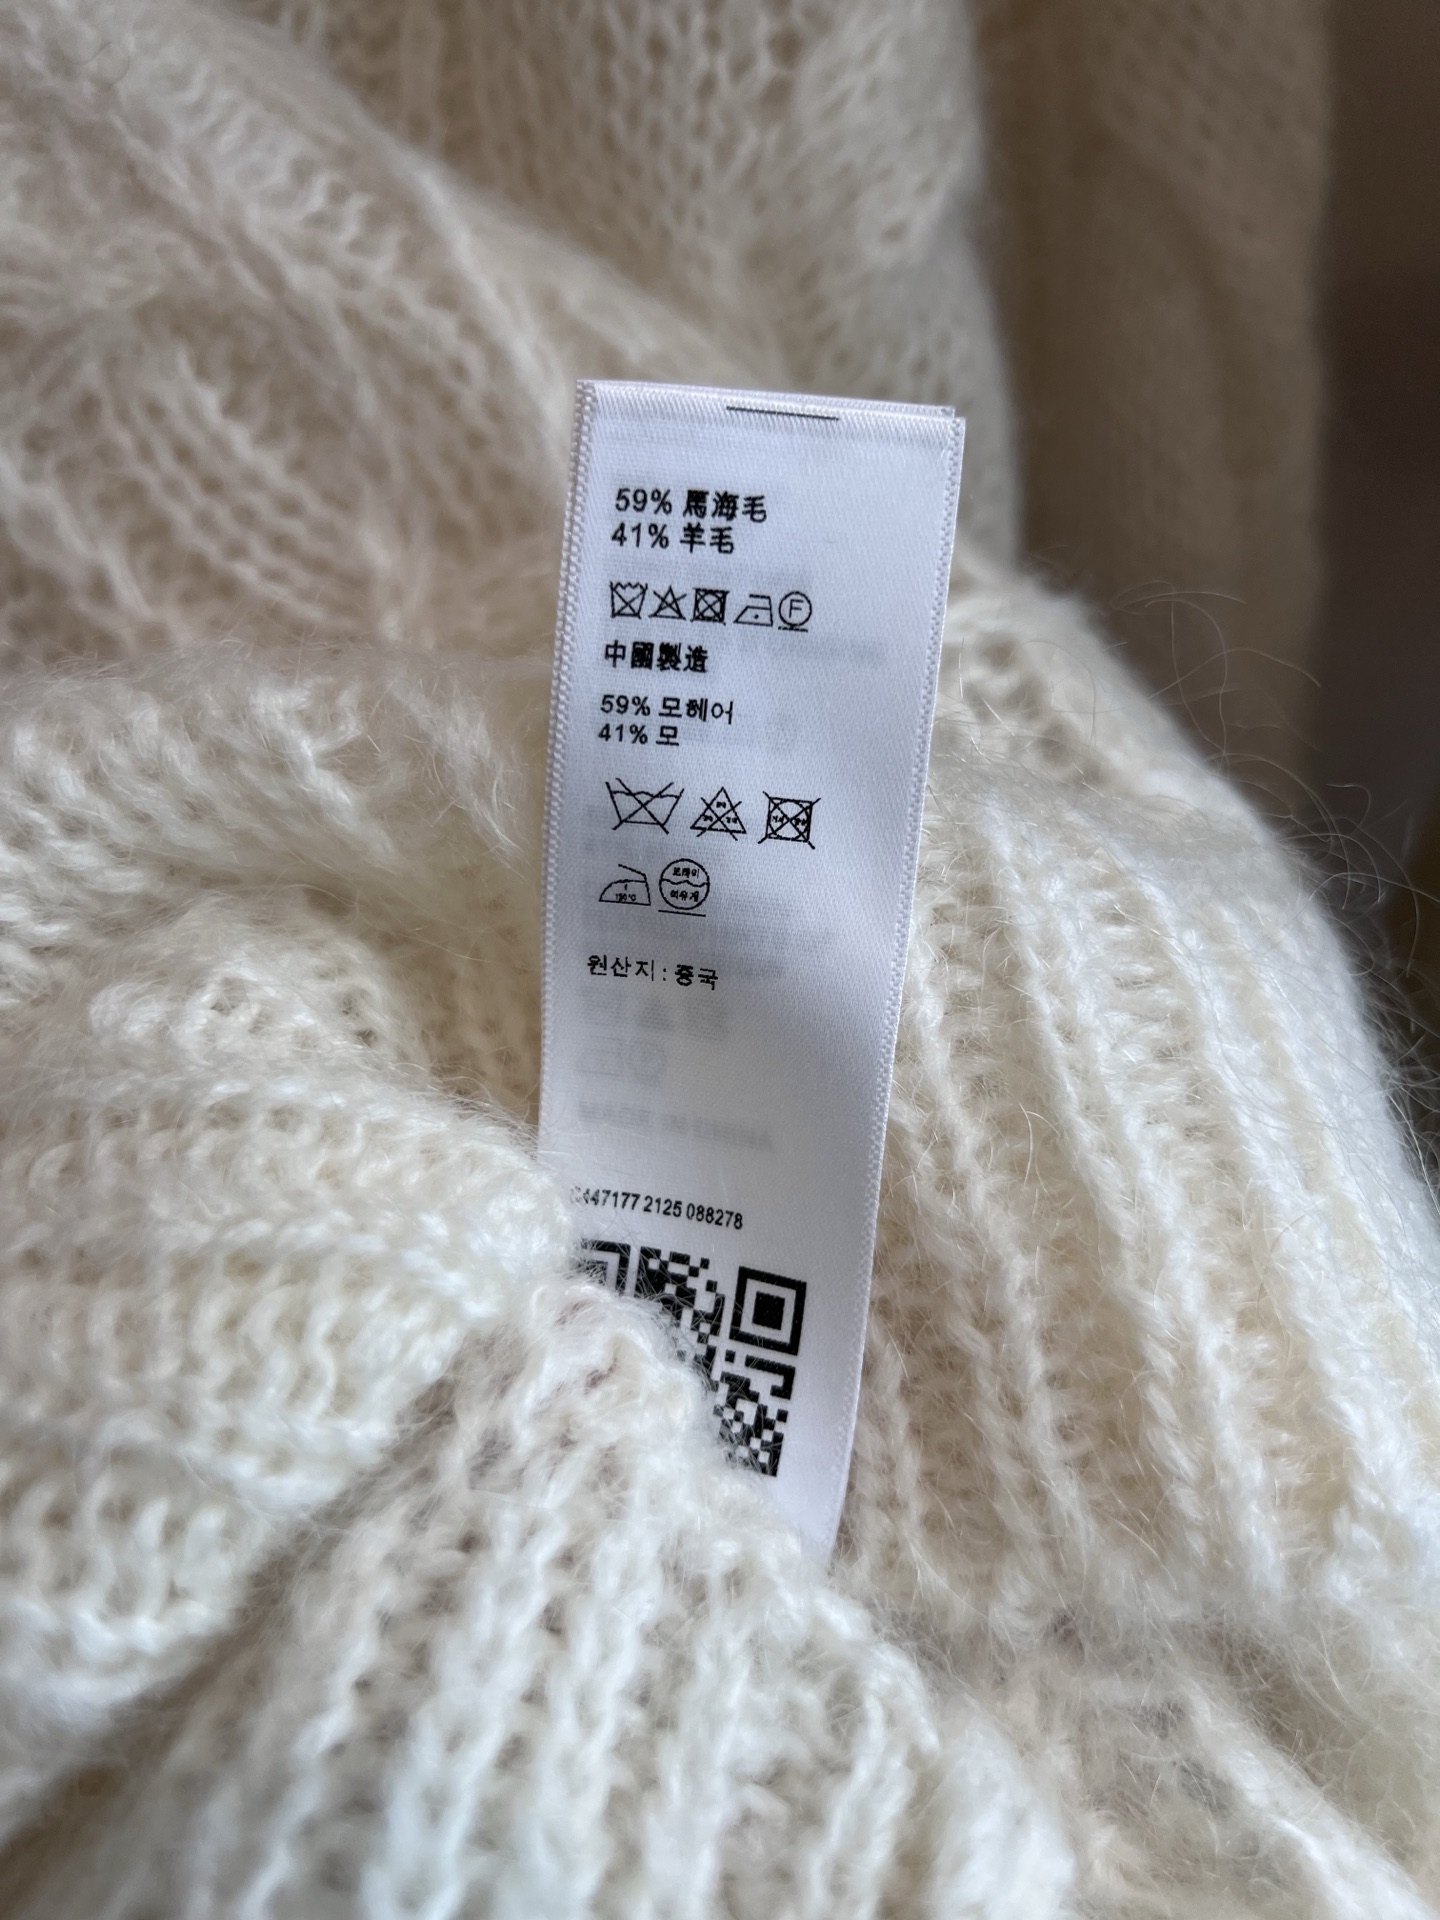 59% 馬海毛
41% 羊毛
F
中國製造
59% 모헤어
41% 모
원산지 : 중국
447177 2125 088278